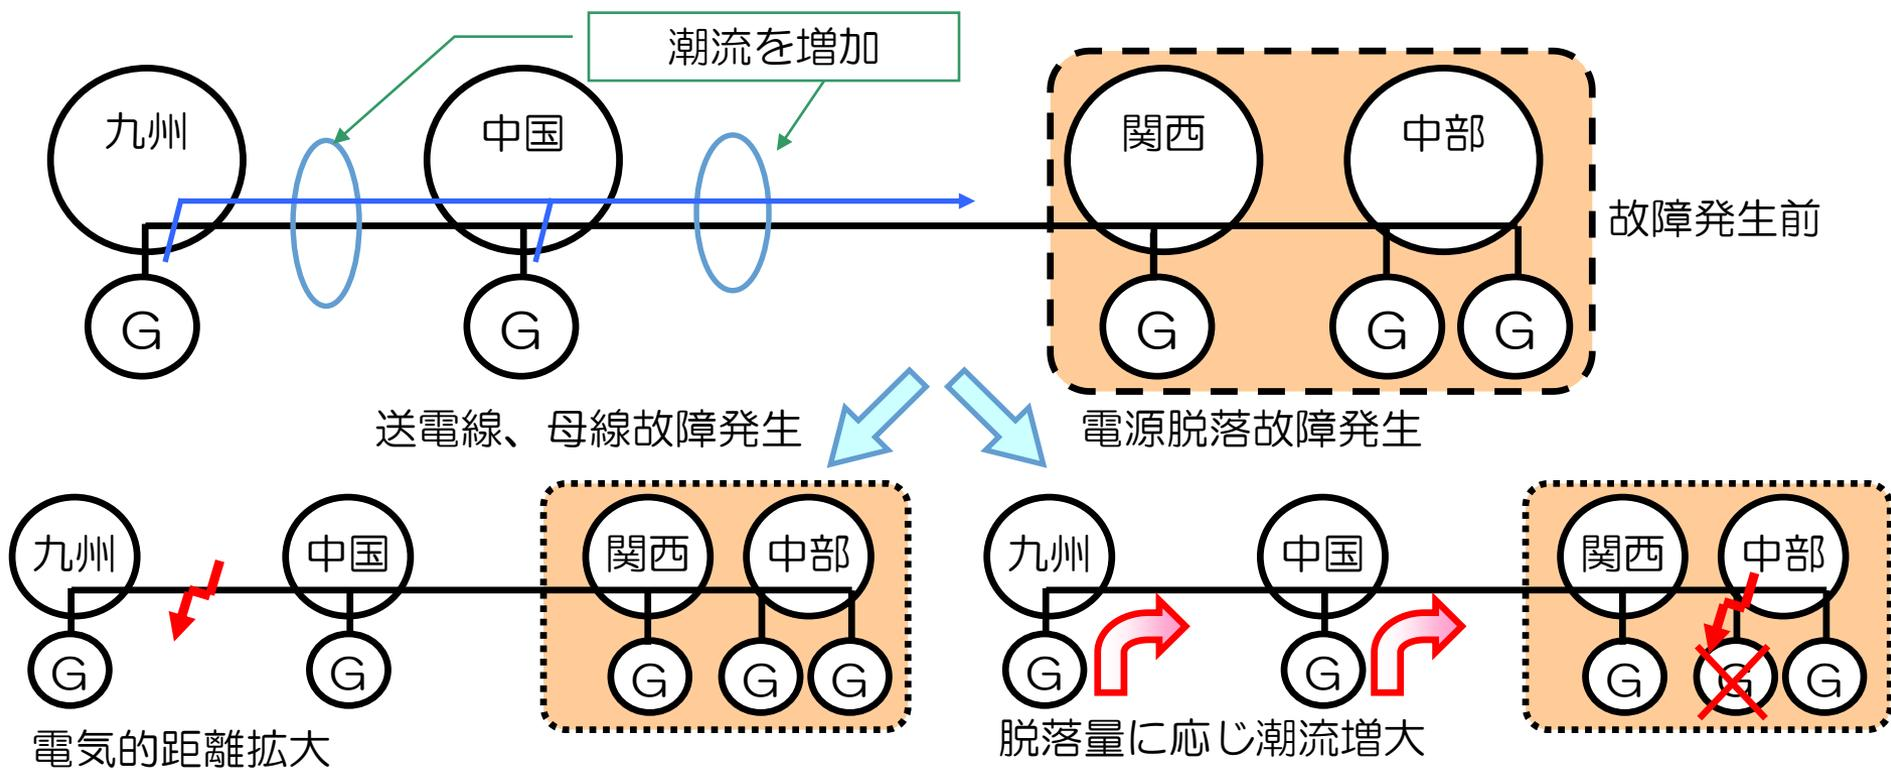 潮流を増加
九州
中国
関西
中部
故障発生前
G
G
G
G
G
送電線、母線故障発生
電源脱落故障発生
九州
中国
関西
中部
G
G
G
G
G
電気的距離拡大
九州
中国
関西
中部
G
G
G
G
G
脱落量に応じ潮流増大